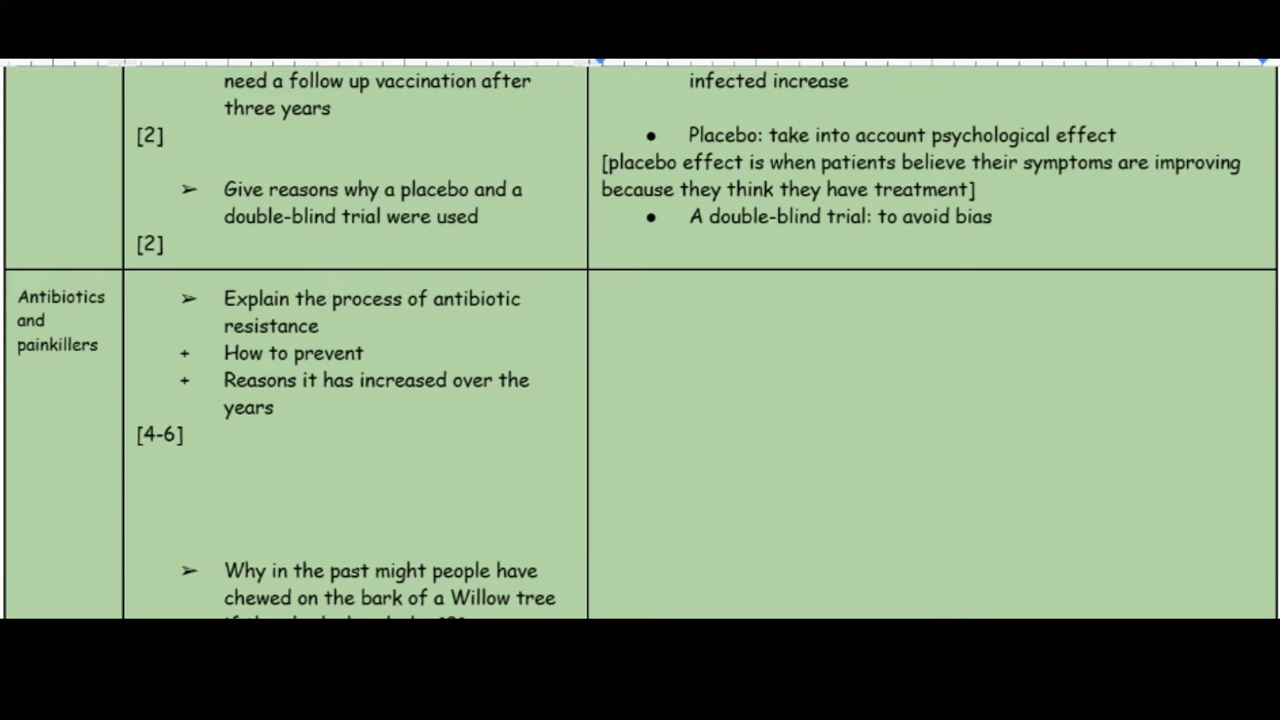 need a follow up vaccination after
three years
[2]
➢ Give reasons why a placebo and a
double-blind trial were used
[2]
infected increase
● Placebo: take into account psychological effect
[placebo effect is when patients believe their symptoms are improving
because they think they have treatment]
● A double-blind trial: to avoid bias
Antibiotics
and
painkillers
➢ Explain the process of antibiotic
resistance
+ How to prevent
+ Reasons it has increased over the
years
[4-6]
➢ Why in the past might people have
chewed on the bark of a Willow tree